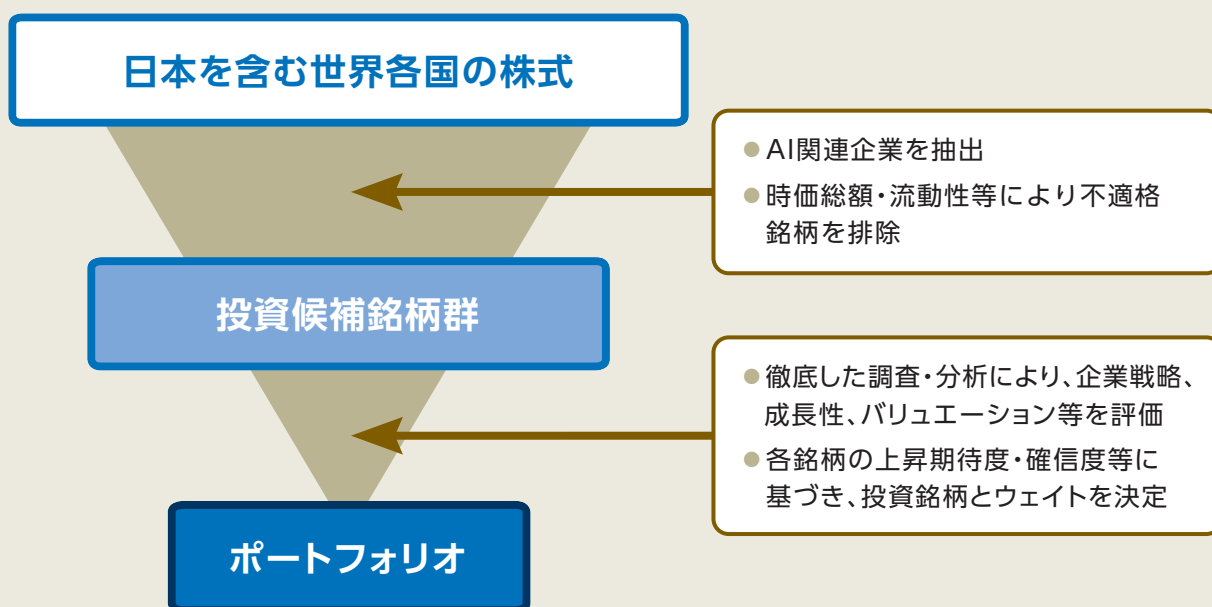 日本を含む世界各国の株式
● AI関連企業を抽出
● 時価総額・流動性等により不適格
銘柄を排除
投資候補銘柄群
● 徹底した調査・分析により、企業戦略、
成長性、バリュエーション等を評価
● 各銘柄の上昇期待度・確信度等に
基づき、投資銘柄とウェイトを決定
ポートフォリオ